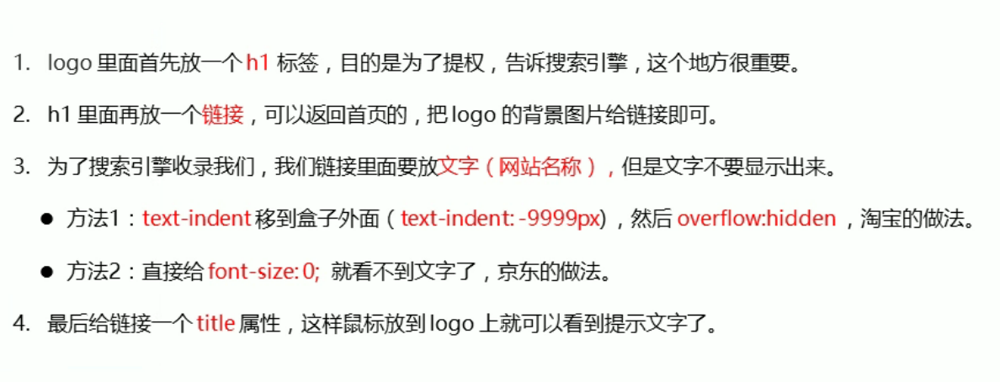 1. logo 里面首先放一个 h1 标签，目的是为了提权，告诉搜索引擎，这个地方很重要。
2. h1 里面再放一个链接，可以返回首页的，把 logo 的背景图片给链接即可。
3. 为了搜索引擎收录我们，我们链接里面要放文字（网站名称），但是文字不要显示出来。
● 方法1：text-indent 移到盒子外面（text-indent: -9999px)，然后 overflow:hidden ，淘宝的做法。
● 方法2：直接给 font-size: 0; 就看不到文字了，京东的做法。
4. 最后给链接一个 title 属性，这样鼠标放到 logo 上就可以看到提示文字了。